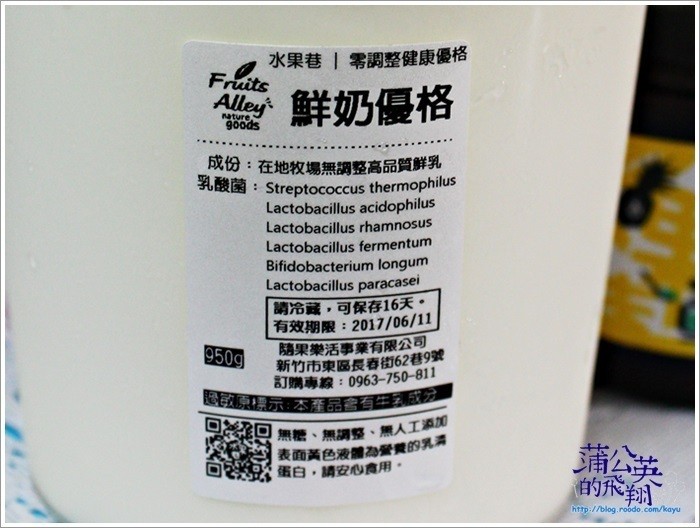 水果巷 | 零調整健康優格
Fruits
Alley
nature
goods
鮮奶優格
成份：在地牧場無調整高品質鮮乳
乳酸菌：Streptococcus thermophilus
Lactobacillus acidophilus
Lactobacillus rhamnosus
Lactobacillus fermentum
Bifidobacterium longum
Lactobacillus paracasei
請冷藏，可保存16天。
有效期限：2017/06/11
950g
隨果樂活事業有限公司
新竹市東區長春街62巷9號
訂購專線：0963-750-811
過敏原標示:本產品含有牛乳成分
無糖、無調整、無人工添加
表面黃色液體為營養的乳清
蛋白，請安心食用。
蒲公英
的飛翔
http://blog.roodo.com/kayu